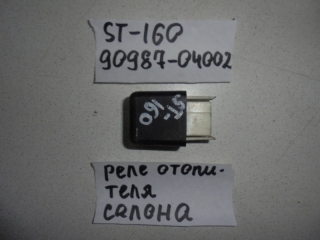 ST-160
90987-04002
ST-
160
реле отопи-
теля
салона